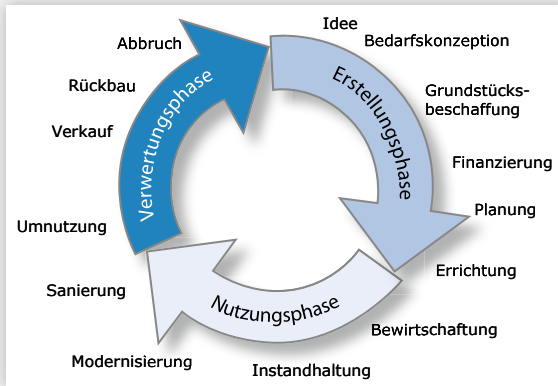 Idee
Bedarfskonzeption
Grundstücks-
beschaffung
Finanzierung
Planung
Errichtung
Bewirtschaftung
Instandhaltung
Modernisierung
Sanierung
Umnutzung
Verkauf
Rückbau
Abbruch
Erstellungsphase
Nutzungsphase
Verwertungsphase